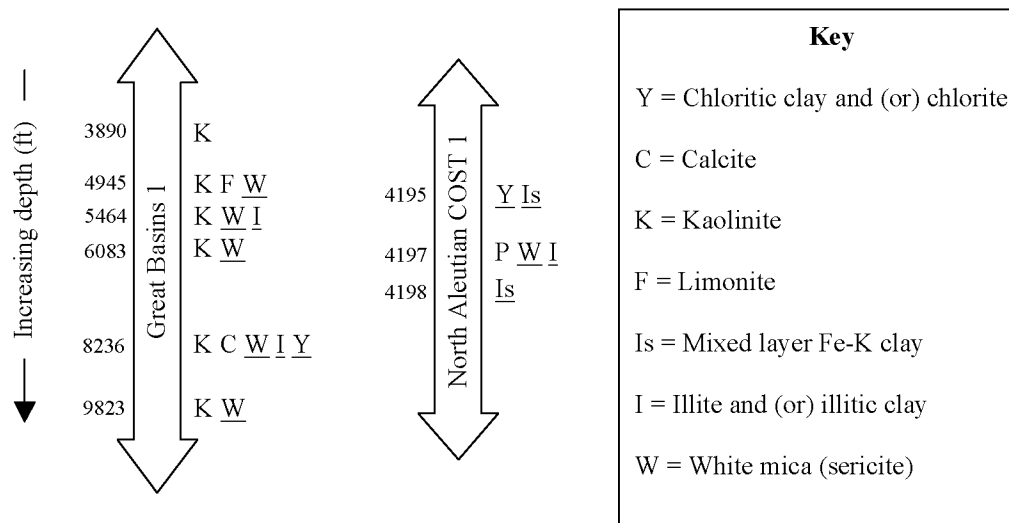 Increasing depth (ft)
Great Basins 1
3890 K
4945 K F W
5464 K W I
6083 K W
8236 K C W I Y
9823 K W
North Aleutian COST 1
4195 Y Is
4197 P W I
4198 Is
Key
Y = Chloritic clay and (or) chlorite
C = Calcite
K = Kaolinite
F = Limonite
Is = Mixed layer Fe-K clay
I = Illite and (or) illitic clay
W = White mica (sericite)